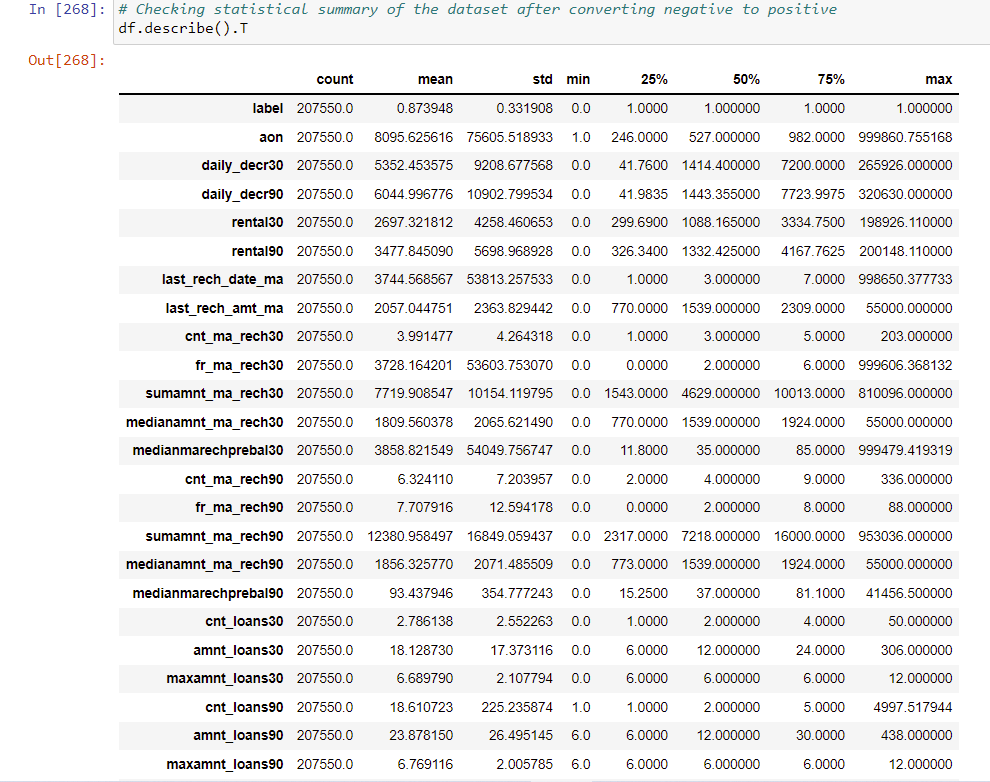 In [268]: # Checking statistical summary of the dataset after converting negative to positive
df.describe().T
Out[268]:
count mean std min 25% 50% 75% max
label 207550.0 0.873948 0.331908 0.0 1.0000 1.000000 1.0000 1.000000
aon 207550.0 8095.625616 75605.518933 1.0 246.0000 527.000000 982.0000 999860.755168
daily_decr30 207550.0 5352.453575 9208.677568 0.0 41.7600 1414.400000 7200.0000 265926.000000
daily_decr90 207550.0 6044.996776 10902.799534 0.0 41.9835 1443.355000 7723.9975 320630.000000
rental30 207550.0 2697.321812 4258.460653 0.0 299.6900 1088.165000 3334.7500 198926.110000
rental90 207550.0 3477.845090 5698.968928 0.0 326.3400 1332.425000 4167.7625 200148.110000
last_rech_date_ma 207550.0 3744.568567 53813.257533 0.0 1.0000 3.000000 7.0000 998650.377733
last_rech_amt_ma 207550.0 2057.044751 2363.829442 0.0 770.0000 1539.000000 2309.0000 55000.000000
cnt_ma_rech30 207550.0 3.991477 4.264318 0.0 1.0000 3.000000 5.0000 203.000000
fr_ma_rech30 207550.0 3728.164201 53603.753070 0.0 0.0000 2.000000 6.0000 999606.368132
sumamnt_ma_rech30 207550.0 7719.908547 10154.119795 0.0 1543.0000 4629.000000 10013.0000 810096.000000
medianamnt_ma_rech30 207550.0 1809.560378 2065.621490 0.0 770.0000 1539.000000 1924.0000 55000.000000
medianmarechprebal30 207550.0 3858.821549 54049.756747 0.0 11.8000 35.000000 85.0000 999479.419319
cnt_ma_rech90 207550.0 6.324110 7.203957 0.0 2.0000 4.000000 9.0000 336.000000
fr_ma_rech90 207550.0 7.707916 12.594178 0.0 0.0000 2.000000 8.0000 88.000000
sumamnt_ma_rech90 207550.0 12380.958497 16849.059437 0.0 2317.0000 7218.000000 16000.0000 953036.000000
medianamnt_ma_rech90 207550.0 1856.325770 2071.485509 0.0 773.0000 1539.000000 1924.0000 55000.000000
medianmarechprebal90 207550.0 93.437946 354.777243 0.0 15.2500 37.000000 81.1000 41456.500000
cnt_loans30 207550.0 2.786138 2.552263 0.0 1.0000 2.000000 4.0000 50.000000
amnt_loans30 207550.0 18.128730 17.373116 0.0 6.0000 12.000000 24.0000 306.000000
maxamnt_loans30 207550.0 6.689790 2.107794 0.0 6.0000 6.000000 6.0000 12.000000
cnt_loans90 207550.0 18.610723 225.235874 1.0 1.0000 2.000000 5.0000 4997.517944
amnt_loans90 207550.0 23.878150 26.495145 6.0 6.0000 12.000000 30.0000 438.000000
maxamnt_loans90 207550.0 6.769116 2.005785 6.0 6.0000 6.000000 6.0000 12.000000